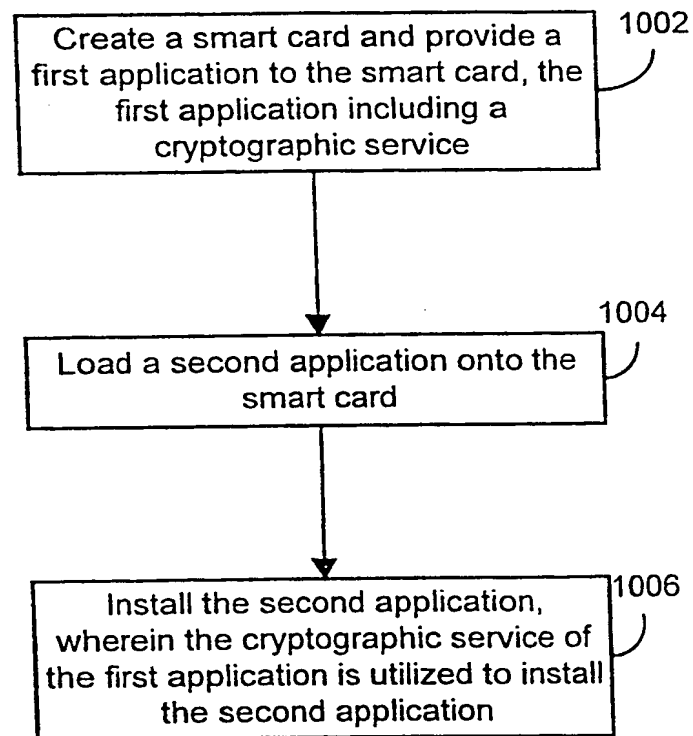 Create a smart card and provide a
first application to the smart card, the
first application including a
cryptographic service
1002
Load a second application onto the
smart card
1004
Install the second application,
wherein the cryptographic service of
the first application is utilized to install
the second application
1006